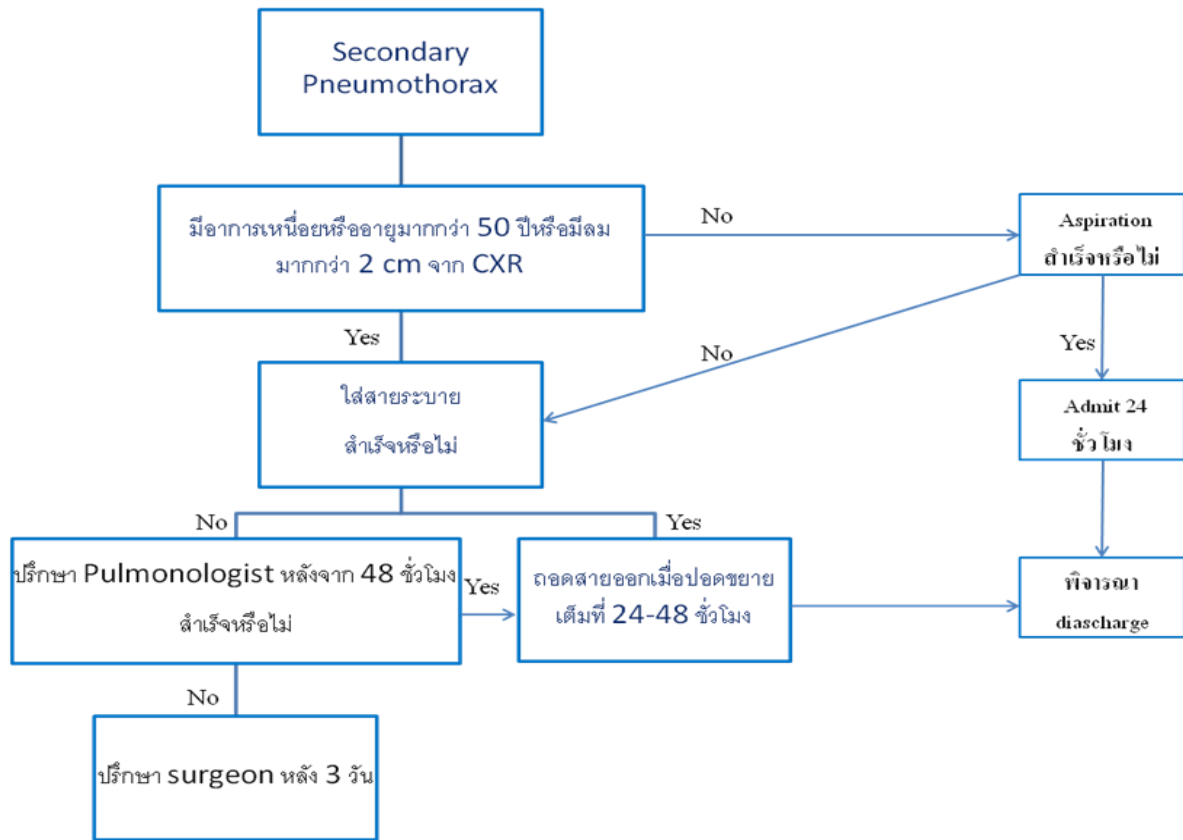 Secondary
Pneumothorax
มีอาการเหนื่อยหรืออายุมากกว่า 50 ปีหรือมีลม
มากกว่า 2 cm จาก CXR
No
Aspiration
สำเร็จหรือไม่
Yes
No
Yes
ใส่สายระบาย
สำเร็จหรือไม่
Admit 24
ชั่วโมง
No
Yes
ปรึกษา Pulmonologist หลังจาก 48 ชั่วโมง
สำเร็จหรือไม่
Yes
ถอดสายออกเมื่อปอดขยาย
เต็มที่ 24-48 ชั่วโมง
พิจารณา
diascharge
No
ปรึกษา surgeon หลัง 3 วัน